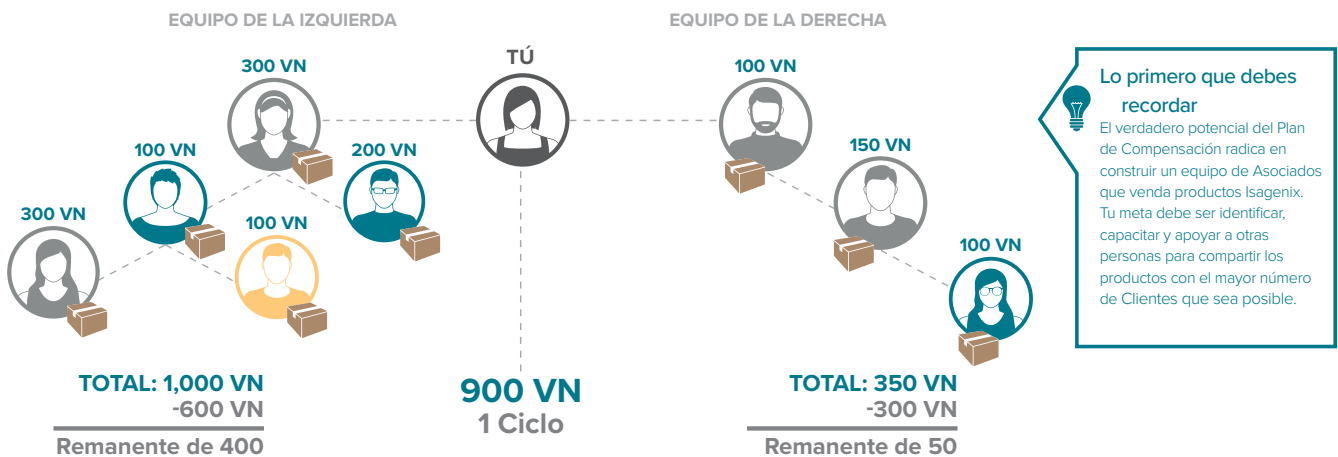 EQUIPO DE LA IZQUIERDA
EQUIPO DE LA DERECHA
TÚ
300 VN
100 VN
200 VN
300 VN
100 VN
100 VN
150 VN
100 VN
TOTAL: 1,000 VN
-600 VN
Remanente de 400
900 VN
1 Ciclo
TOTAL: 350 VN
-300 VN
Remanente de 50
Lo primero que debes
recordar
El verdadero potencial del Plan
de Compensación radica en
construir un equipo de Asociados
que venda productos Isagenix.
Tu meta debe ser identificar,
capacitar y apoyar a otras
personas para compartir los
productos con el mayor número
de Clientes que sea posible.